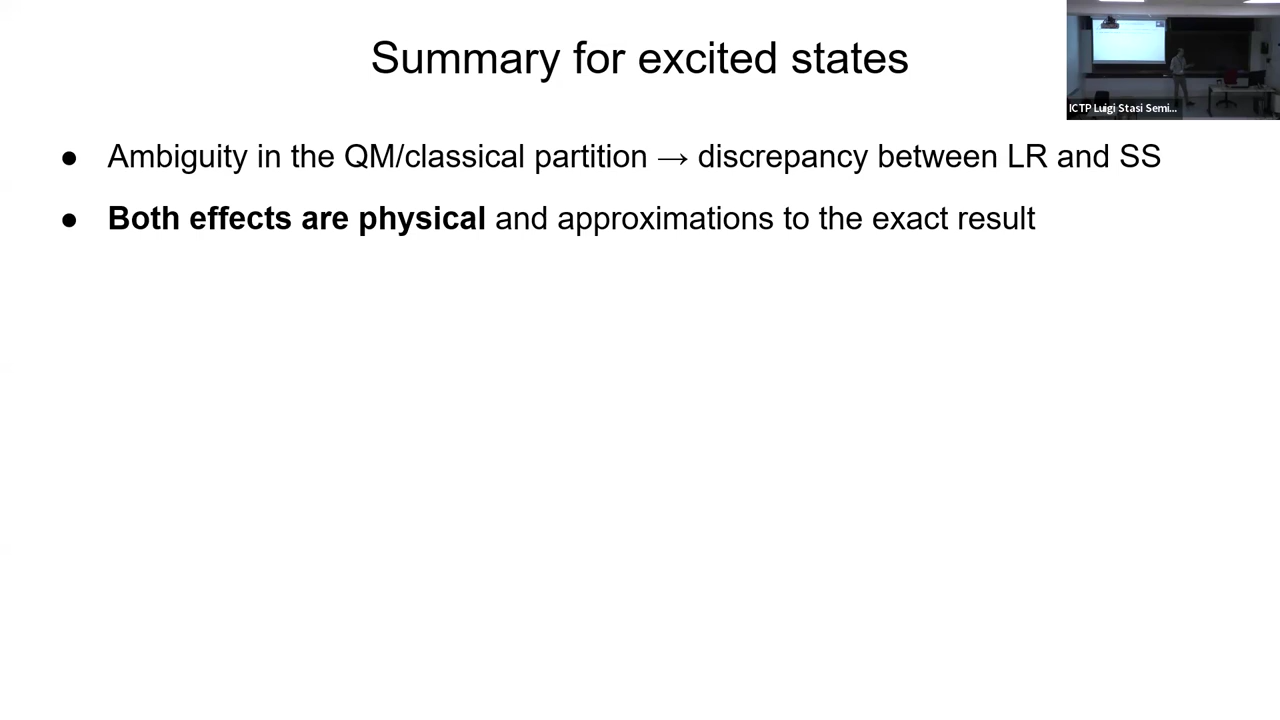 Summary for excited states
ICTP Luigi Stasi Semi...
● Ambiguity in the QM/classical partition → discrepancy between LR and SS
● Both effects are physical and approximations to the exact result